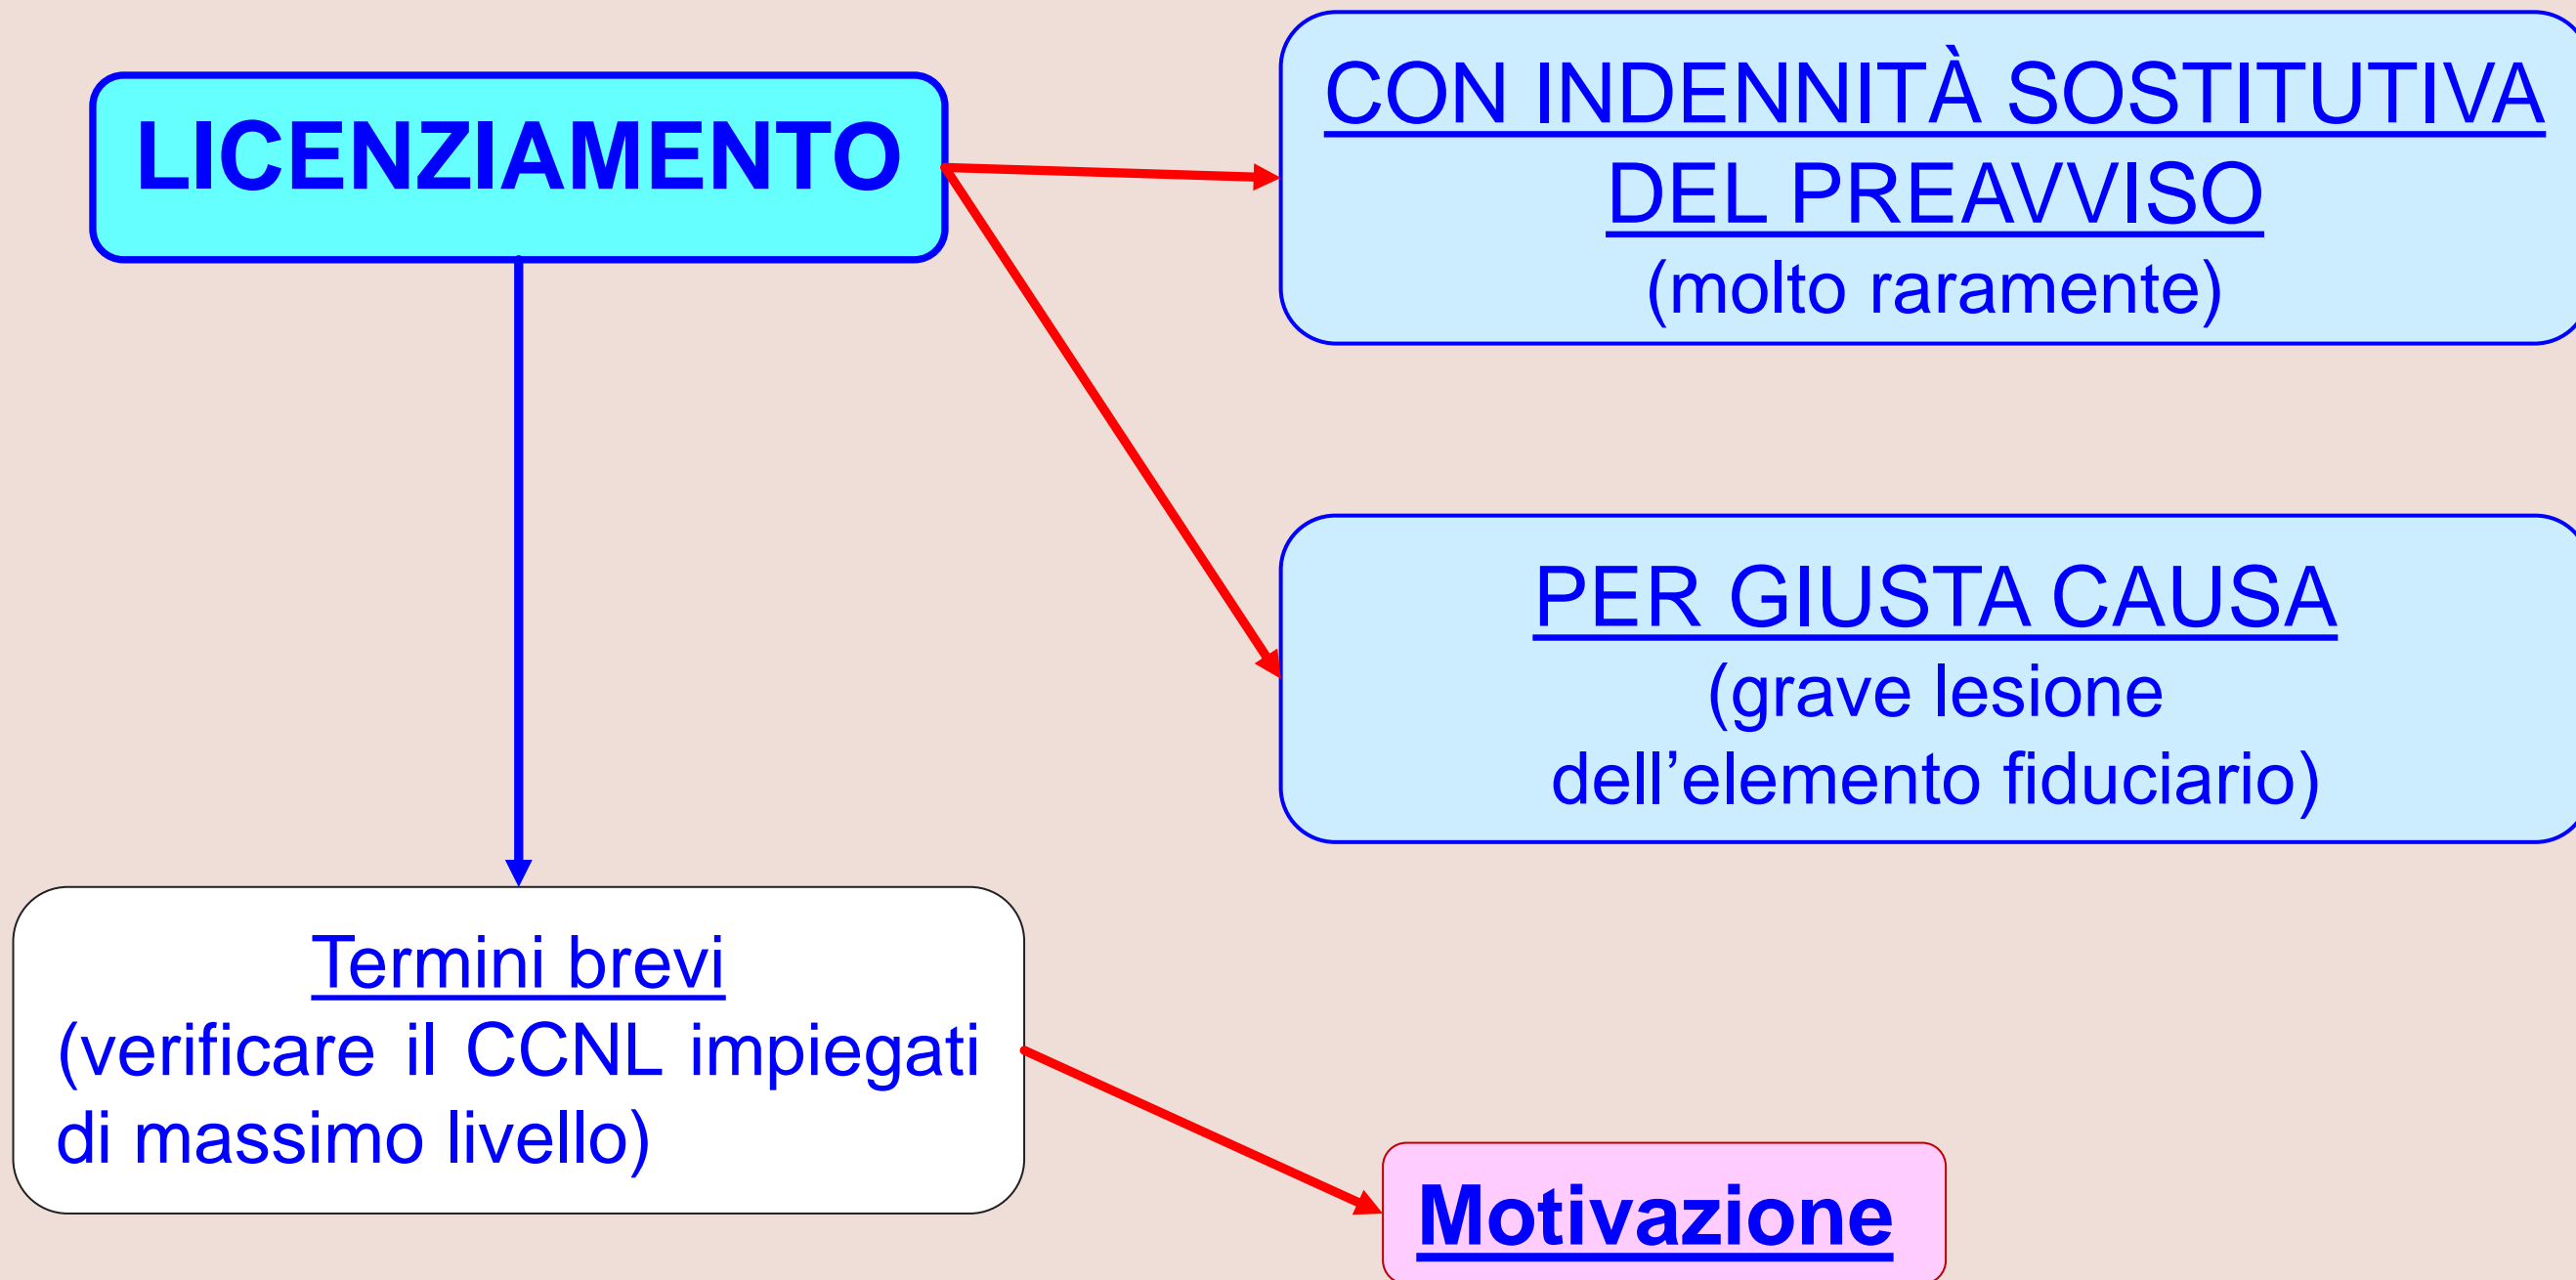 LICENZIAMENTO
CON INDENNITÀ SOSTITUTIVA
DEL PREAVVISO
(molto raramente)
PER GIUSTA CAUSA
(grave lesione
dell’elemento fiduciario)
Termini brevi
(verificare il CCNL impiegati
di massimo livello)
Motivazione